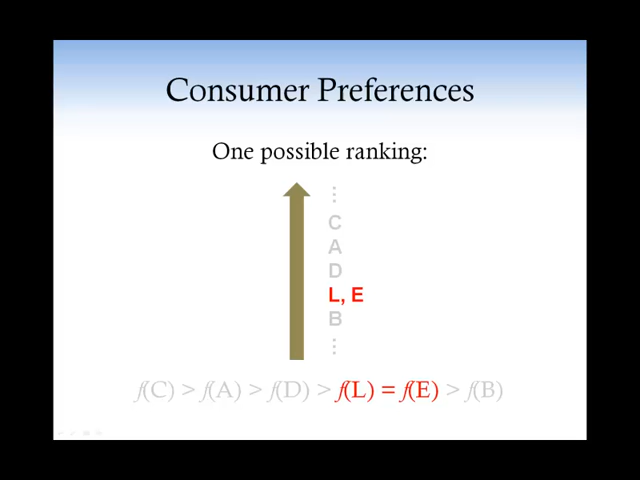 Consumer Preferences
One possible ranking:
⋮
C
A
D
L, E
B
⋮
f(C) > f(A) > f(D) > f(L) = f(E) > f(B)